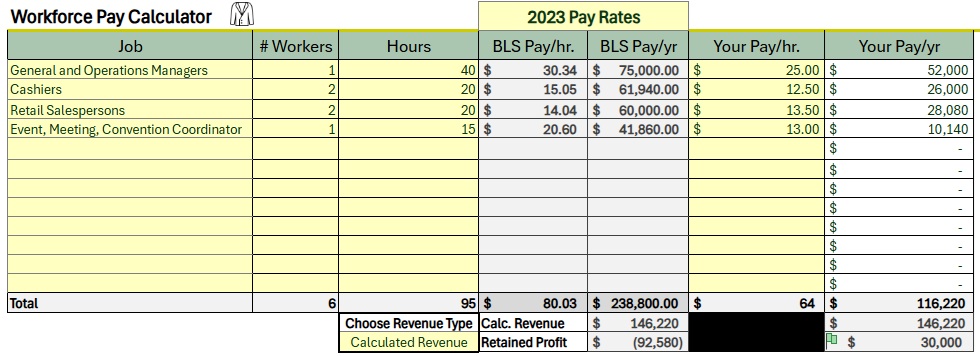 Workforce Pay Calculator 2023 Pay Rates
Job # Workers Hours BLS Pay/hr. BLS Pay/yr Your Pay/hr. Your Pay/yr
General and Operations Managers 1 40 $ 30.34 $ 75,000.00 $ 25.00 $ 52,000
Cashiers 2 20 $ 15.05 $ 61,940.00 $ 12.50 $ 26,000
Retail Salespersons 2 20 $ 14.04 $ 60,000.00 $ 13.50 $ 28,080
Event, Meeting, Convention Coordinator 1 15 $ 20.60 $ 41,860.00 $ 13.00 $ 10,140
$ -
$ -
$ -
$ -
$ -
$ -
$ -
$ -
Total 6 95 $ 80.03 $ 238,800.00 $ 64 $ 116,220
Choose Revenue Type Calc. Revenue $ 146,220 $ 146,220
Calculated Revenue Retained Profit $ (92,580) $ 30,000